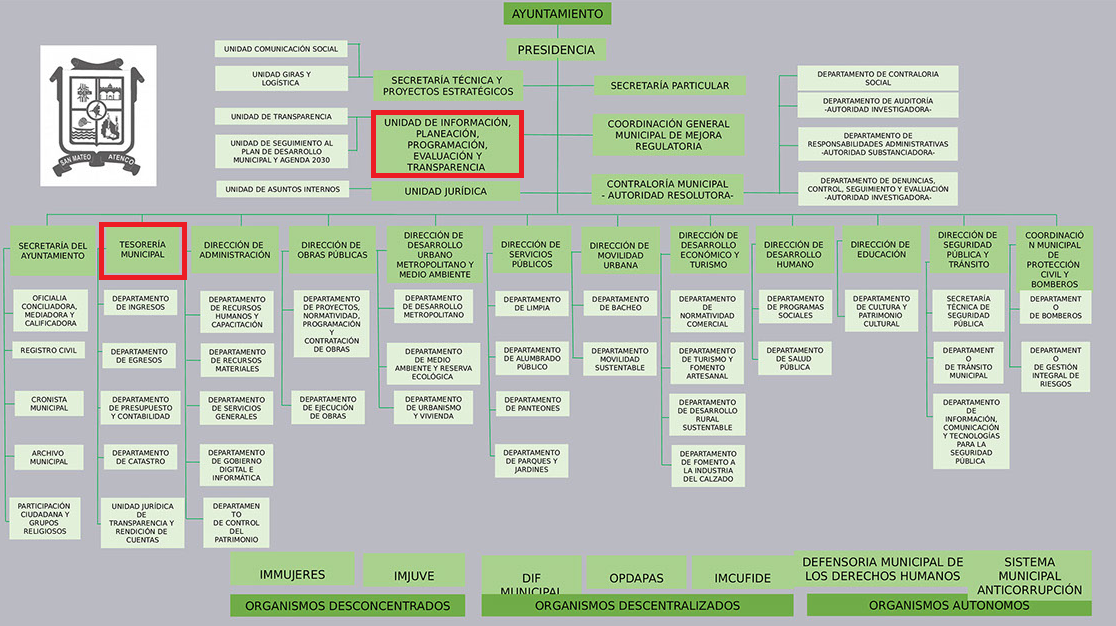 AYUNTAMIENTO
PRESIDENCIA
UNIDAD COMUNICACIÓN SOCIAL
UNIDAD GIRAS Y
LOGÍSTICA
SECRETARÍA TÉCNICA Y
PROYECTOS ESTRATÉGICOS
UNIDAD DE TRANSPARENCIA
UNIDAD DE SEGUIMIENTO AL
PLAN DE DESARROLLO
MUNICIPAL Y AGENDA 2030
UNIDAD DE INFORMACIÓN,
PLANEACIÓN,
PROGRAMACIÓN,
EVALUACIÓN Y
TRANSPARENCIA
UNIDAD DE ASUNTOS INTERNOS
UNIDAD JURÍDICA
SECRETARÍA PARTICULAR
COORDINACIÓN GENERAL
MUNICIPAL DE MEJORA
REGULATORIA
CONTRALORÍA MUNICIPAL
- AUTORIDAD RESOLUTORA-
DEPARTAMENTO DE CONTRALORIA
SOCIAL
DEPARTAMENTO DE AUDITORÍA
-AUTORIDAD INVESTIGADORA-
DEPARTAMENTO DE
RESPONSABILIDADES ADMINISTRATIVAS
-AUTORIDAD SUBSTANCIADORA-
DEPARTAMENTO DE DENUNCIAS,
CONTROL, SEGUIMIENTO Y EVALUACIÓN
-AUTORIDAD INVESTIGADORA-
SAN MATEO ATENCO
SECRETARÍA DEL
AYUNTAMIENTO
OFICIALIA
CONCILIADORA,
MEDIADORA Y
CALIFICADORA
REGISTRO CIVIL
CRONISTA
MUNICIPAL
ARCHIVO
MUNICIPAL
PARTICIPACIÓN
CIUDADANA Y
GRUPOS
RELIGIOSOS
TESORERÍA
MUNICIPAL
DEPARTAMENTO
DE INGRESOS
DEPARTAMENTO
DE EGRESOS
DEPARTAMENTO
DE PRESUPUESTO
Y CONTABILIDAD
DEPARTAMENTO
DE CATASTRO
UNIDAD JURÍDICA
DE
TRANSPARENCIA Y
RENDICIÓN DE
CUENTAS
DIRECCIÓN DE
ADMINISTRACIÓN
DEPARTAMENTO
DE RECURSOS
HUMANOS Y
CAPACITACIÓN
DEPARTAMENTO
DE RECURSOS
MATERIALES
DEPARTAMENTO
DE SERVICIOS
GENERALES
DEPARTAMENTO
DE GOBIERNO
DIGITAL E
INFORMÁTICA
DEPARTAMEN
TO
DE CONTROL
DEL
PATRIMONIO
DIRECCIÓN DE
OBRAS PÚBLICAS
DEPARTAMENTO
DE PROYECTOS,
NORMATIVIDAD,
PROGRAMACIÓN
Y
CONTRATACIÓN
DE OBRAS
DEPARTAMENTO
DE EJECUCIÓN
DE OBRAS
DIRECCIÓN DE
DESARROLLO
URBANO
METROPOLITANO Y
MEDIO AMBIENTE
DEPARTAMENTO
DE DESARROLLO
METROPOLITANO
DEPARTAMENTO
DE MEDIO
AMBIENTE Y RESERVA
ECOLÓGICA
DEPARTAMENTO
DE URBANISMO
Y VIVIENDA
DIRECCIÓN DE
SERVICIOS
PÚBLICOS
DEPARTAMENTO
DE LIMPIA
DEPARTAMENTO
DE ALUMBRADO
PÚBLICO
DEPARTAMENTO
DE PANTEONES
DEPARTAMENTO
DE PARQUES Y
JARDINES
DIRECCIÓN DE
MOVILIDAD
URBANA
DEPARTAMENTO
DE BACHEO
DEPARTAMENTO
MOVILIDAD
SUSTENTABLE
DIRECCIÓN DE
DESARROLLO
ECONÓMICO Y
TURISMO
DEPARTAMENTO
DE
NORMATIVIDAD
COMERCIAL
DEPARTAMENTO
DE TURISMO Y
FOMENTO
ARTESANAL
DEPARTAMENTO
DE DESARROLLO
RURAL
SUSTENTABLE
DEPARTAMENTO
DE FOMENTO A
LA INDUSTRIA
DEL CALZADO
DIRECCIÓN DE
DESARROLLO
HUMANO
DEPARTAMENTO
DE PROGRAMAS
SOCIALES
DEPARTAMENTO
DE SALUD
PÚBLICA
DIRECCIÓN DE
EDUCACIÓN
DEPARTAMENTO
DE CULTURA Y
PATRIMONIO
CULTURAL
DIRECCIÓN DE
SEGURIDAD
PÚBLICA Y
TRÁNSITO
SECRETARÍA
TÉCNICA DE
SEGURIDAD
PÚBLICA
DEPARTAMENT
O
DE TRÁNSITO
MUNICIPAL
DEPARTAMENTO
DE
INFORMACIÓN,
COMUNICACIÓN
Y TECNOLOGÍAS
PARA LA
SEGURIDAD
PÚBLICA
COORDINACIÓ
N MUNICIPAL
DE
PROTECCIÓN
CIVIL Y
BOMBEROS
DEPARTAMENT
O
DE BOMBEROS
DEPARTAMENT
O
DE GESTIÓN
INTEGRAL DE
RIESGOS
IMMUJERES
IMJUVE
ORGANISMOS DESCONCENTRADOS
DIF
MUNICIPAL
OPDAPAS
IMCUFIDE
ORGANISMOS DESCENTRALIZADOS
DEFENSORIA MUNICIPAL DE
LOS DERECHOS HUMANOS
SISTEMA
MUNICIPAL
ANTICORRUPCIÓN
ORGANISMOS AUTONOMOS